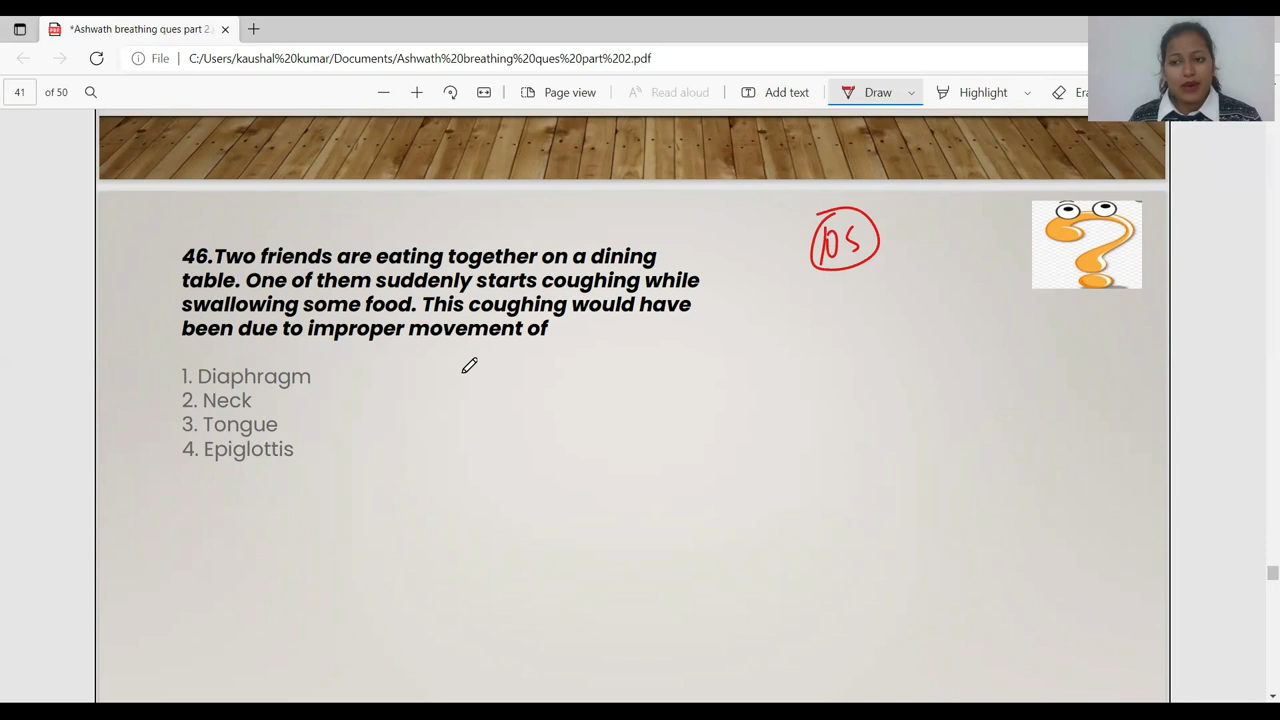 *Ashwath breathing ques part 2.
File
C:/Users/kaushal%20kumar/Documents/Ashwath%20breathing%20ques%20part%202.pdf
41 of 50
Page view
Read aloud
Add text
Draw
Highlight
Era
10s
46.Two friends are eating together on a dining
table. One of them suddenly starts coughing while
swallowing some food. This coughing would have
been due to improper movement of
1. Diaphragm
2. Neck
3. Tongue
4. Epiglottis